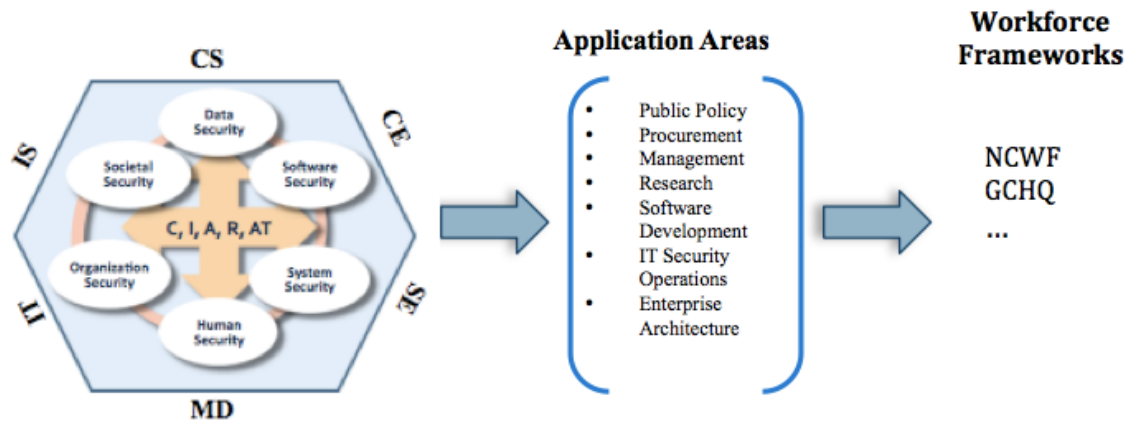 CS
CE
SE
MD
IT
IS
Data
Security
Societal
Security
Software
Security
C, I, A, R, AT
Organization
Security
System
Security
Human
Security
Application Areas
• Public Policy
• Procurement
• Management
• Research
• Software
Development
• IT Security
Operations
• Enterprise
Architecture
Workforce
Frameworks
NCWF
GCHQ
...